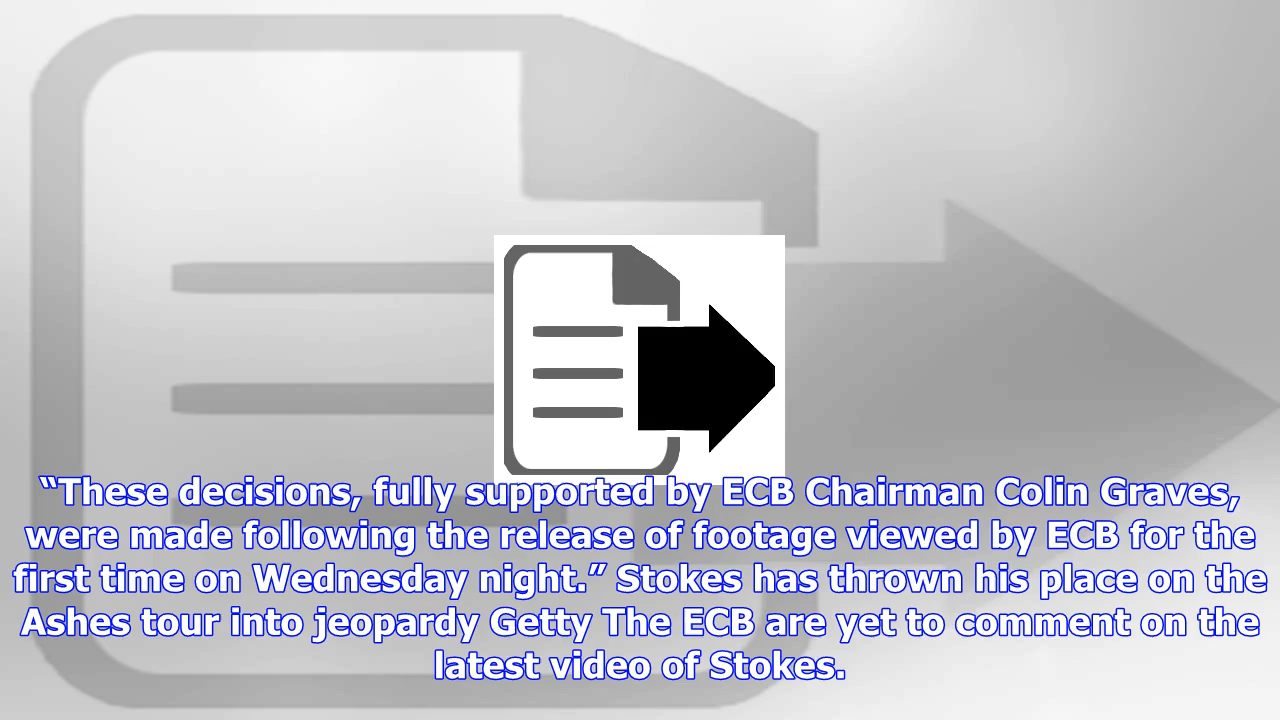 “These decisions, fully supported by ECB Chairman Colin Graves,
were made following the release of footage viewed by ECB for the
first time on Wednesday night.” Stokes has thrown his place on the
Ashes tour into jeopardy Getty The ECB are yet to comment on the
latest video of Stokes.